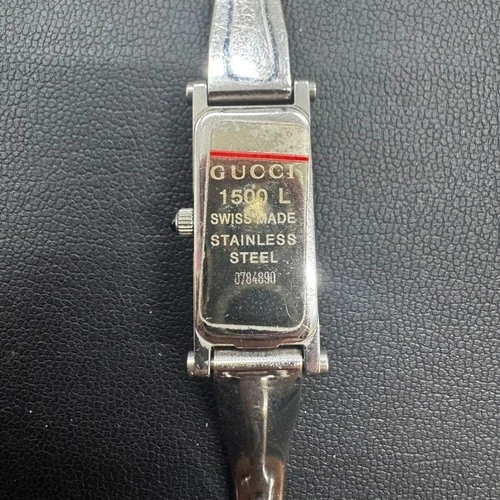 GUCCI
1500 L
SWISS MADE
STAINLESS
STEEL
0784890